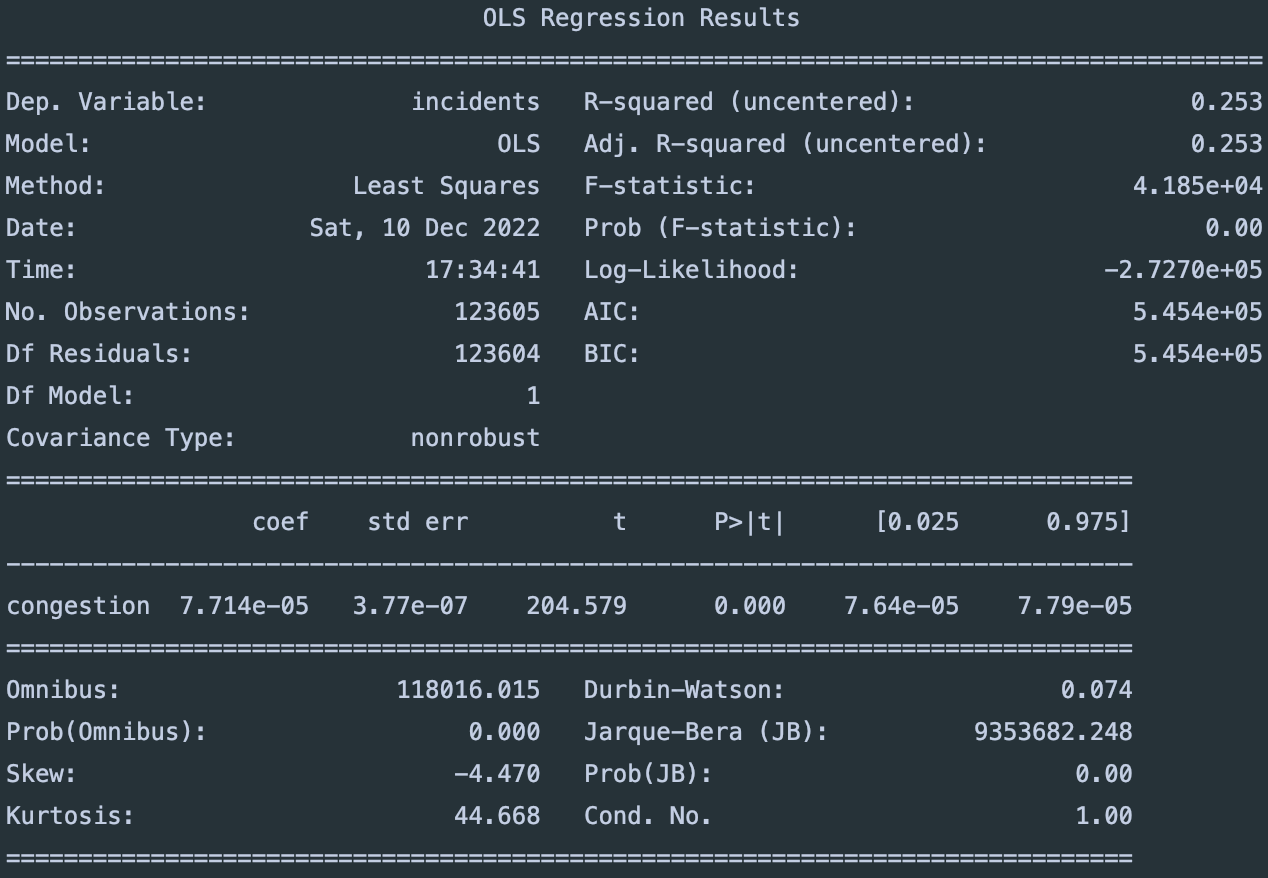 OLS Regression Results
==============================================================================
Dep. Variable: incidents R-squared (uncentered): 0.253
Model: OLS Adj. R-squared (uncentered): 0.253
Method: Least Squares F-statistic: 4.185e+04
Date: Sat, 10 Dec 2022 Prob (F-statistic): 0.00
Time: 17:34:41 Log-Likelihood: -2.7270e+05
No. Observations: 123605 AIC: 5.454e+05
Df Residuals: 123604 BIC: 5.454e+05
Df Model: 1
Covariance Type: nonrobust
==============================================================================
coef std err t P>|t| [0.025 0.975]
------------------------------------------------------------------------------
congestion 7.714e-05 3.77e-07 204.579 0.000 7.64e-05 7.79e-05
==============================================================================
Omnibus: 118016.015 Durbin-Watson: 0.074
Prob(Omnibus): 0.000 Jarque-Bera (JB): 9353682.248
Skew: -4.470 Prob(JB): 0.00
Kurtosis: 44.668 Cond. No. 1.00
==============================================================================